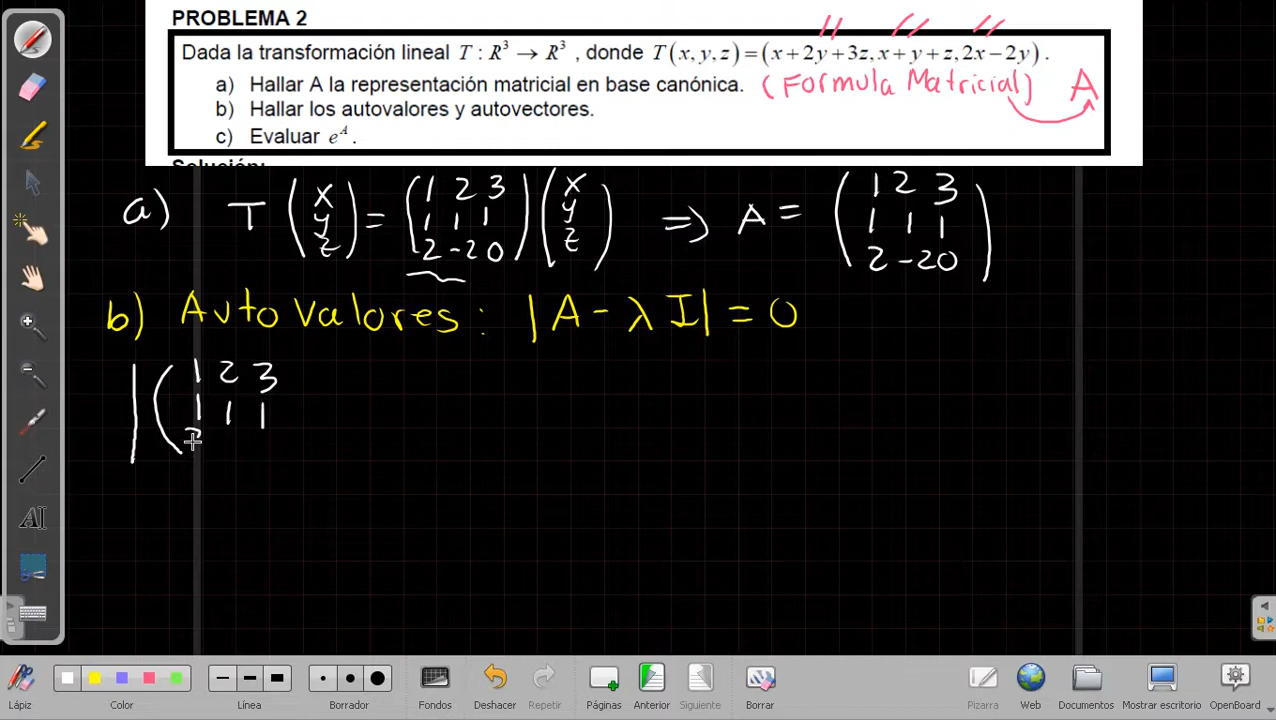 PROBLEMA 2
Dada la transformación lineal T : R³ → R³ , donde T(x, y, z) = (x + 2y + 3z, x + y + z, 2x − 2y) .
a) Hallar A la representación matricial en base canónica. (Formula Matricial) A
b) Hallar los autovalores y autovectores.
c) Evaluar e^A .
Solución:
a) T (x y z) = (1 2 3 1 1 1 2 -2 0) (x y z) => A = (1 2 3 1 1 1 2 -2 0)
b) AutoValores: |A - λI| = 0
| ( 1 2 3
1 1 1
2
Lápiz Color Línea Borrador Fondos Deshacer Repetir Páginas Anterior Siguiente Borrar Pizarra Web Documentos Mostrar escritorio OpenBoard